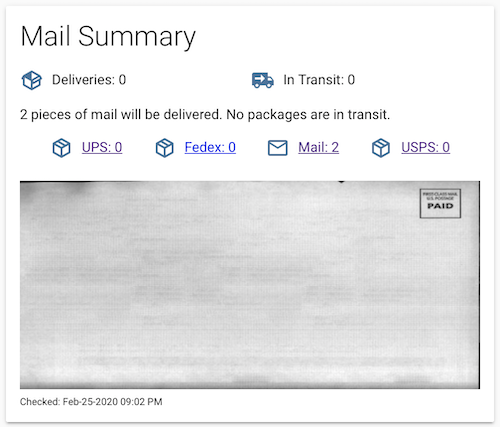 Mail Summary
Deliveries: 0
In Transit: 0
2 pieces of mail will be delivered. No packages are in transit.
UPS: 0
Fedex: 0
Mail: 2
USPS: 0
FIRST-CLASS MAIL
U.S. POSTAGE
PAID
Checked: Feb-25-2020 09:02 PM